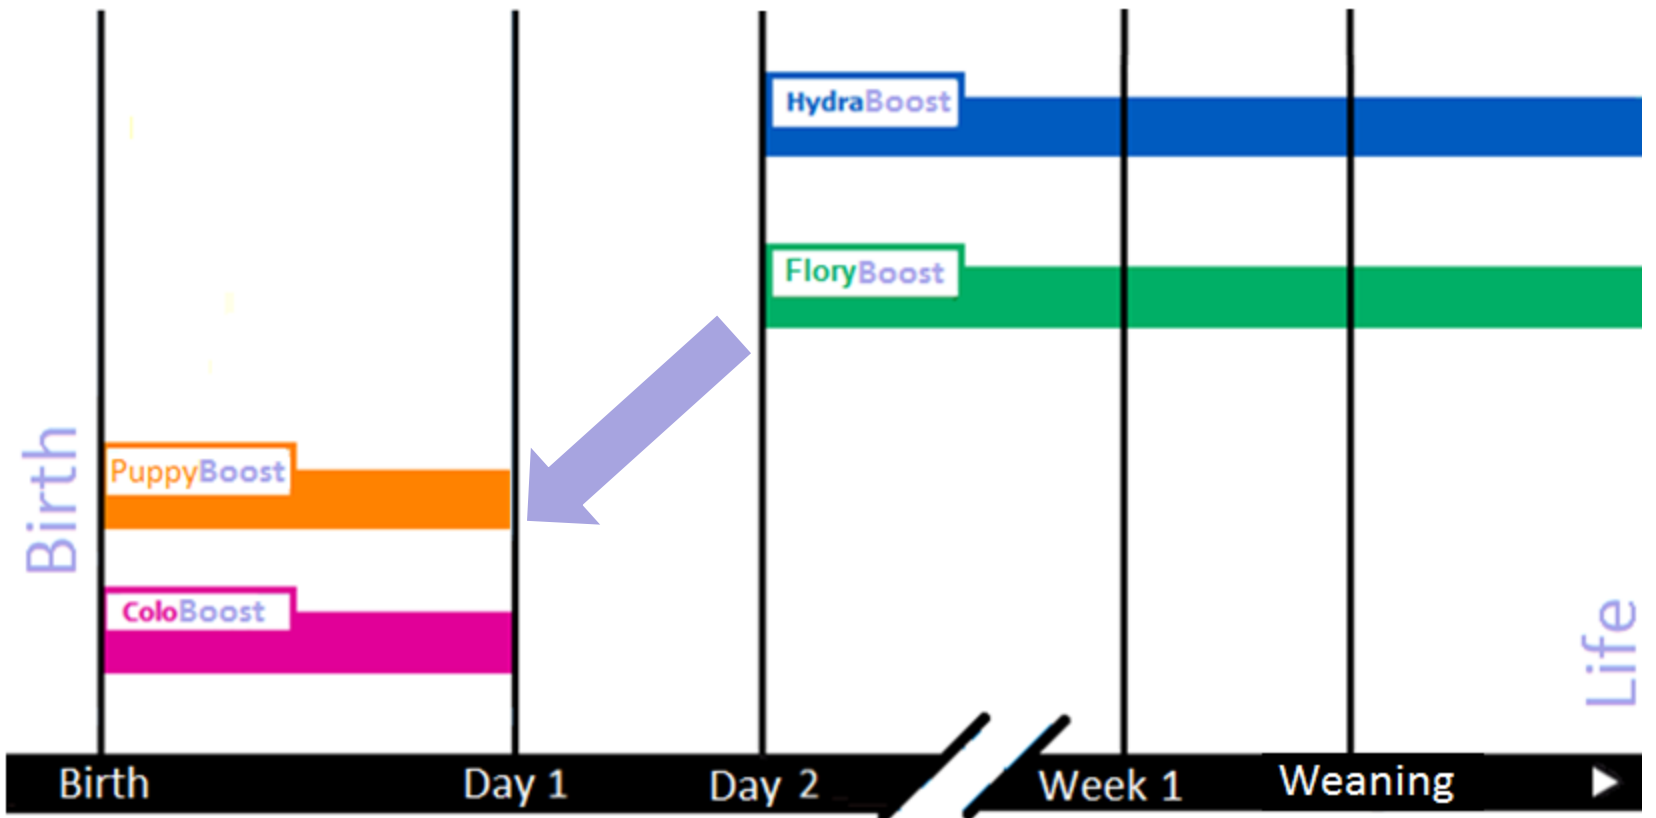 HydraBoost
FloryBoost
PuppyBoost
ColoBoost
Birth
Life
Birth
Day 1
Day 2
Week 1
Weaning